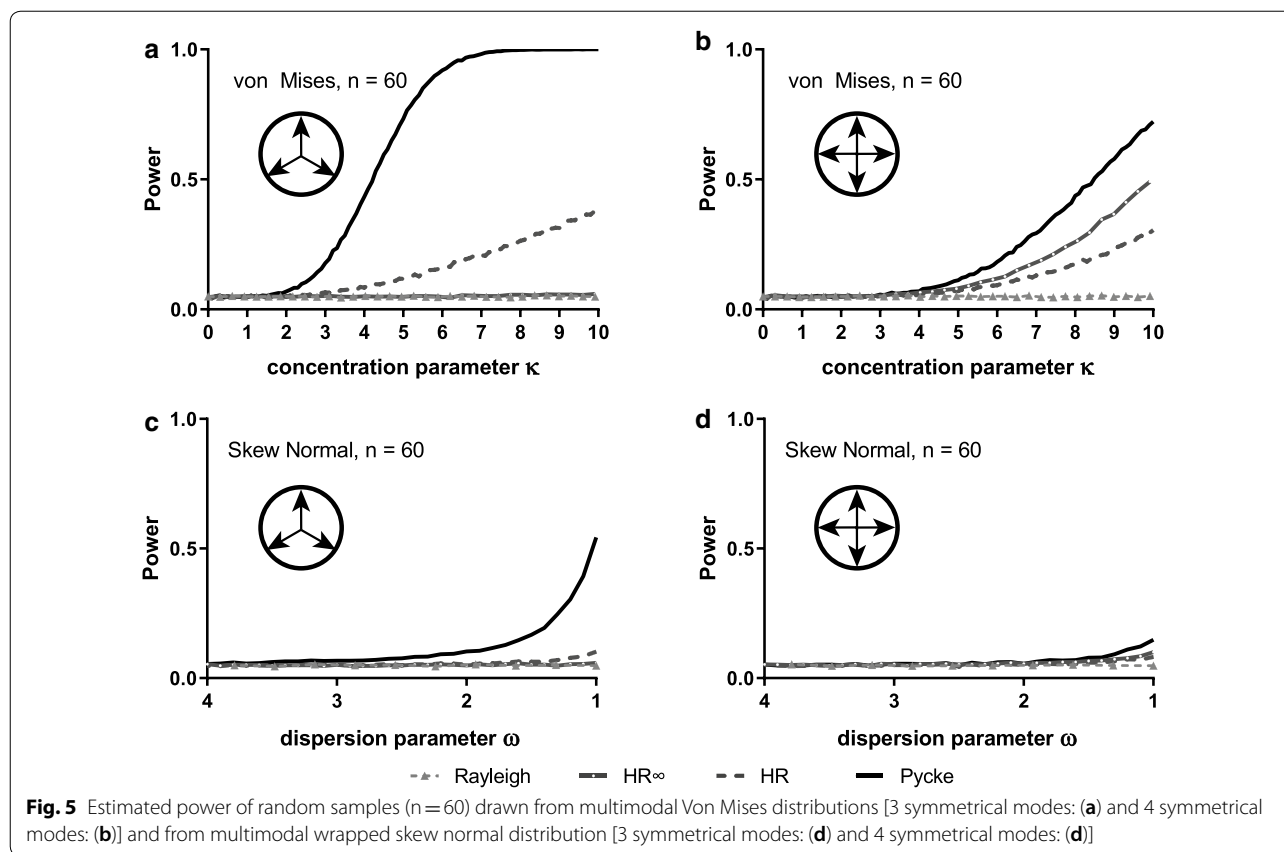 a
1.0
von Mises, n = 60
Power
0.5
0.0
0 1 2 3 4 5 6 7 8 9 10
concentration parameter κ
b
1.0
von Mises, n = 60
Power
0.5
0.0
0 1 2 3 4 5 6 7 8 9 10
concentration parameter κ
c
1.0
Skew Normal, n = 60
Power
0.5
0.0
4 3 2 1
dispersion parameter ω
d
1.0
Skew Normal, n = 60
Power
0.5
0.0
4 3 2 1
dispersion parameter ω
Rayleigh HR∞ HR Pycke
Fig. 5 Estimated power of random samples (n = 60) drawn from multimodal Von Mises distributions [3 symmetrical modes: (a) and 4 symmetrical
modes: (b)] and from multimodal wrapped skew normal distribution [3 symmetrical modes: (d) and 4 symmetrical modes: (d)]